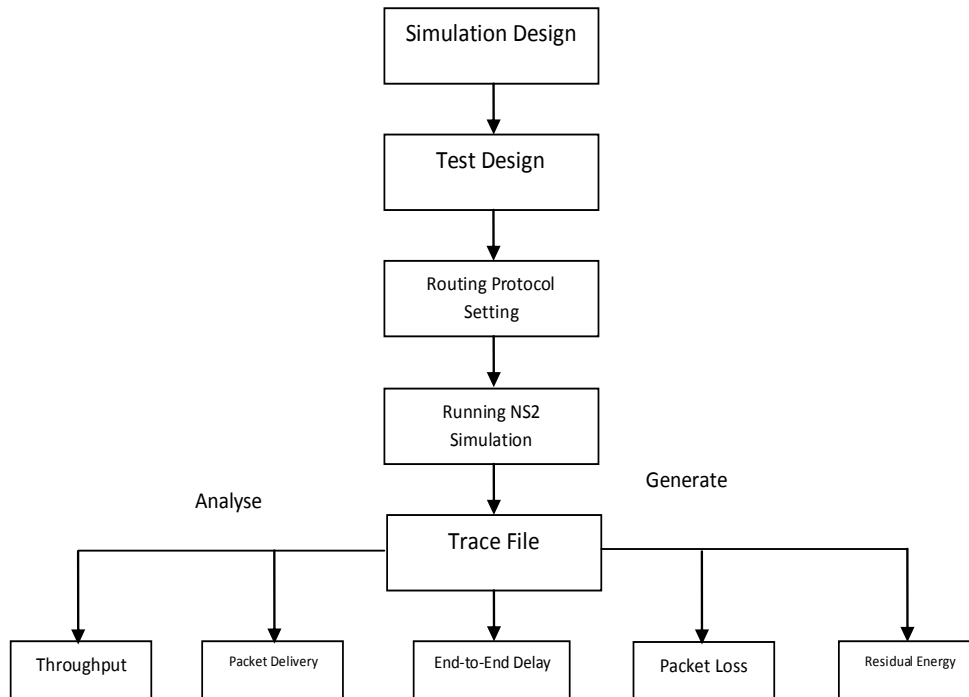 Simulation Design
Test Design
Routing Protocol
Setting
Running NS2
Simulation
Generate
Analyse
Trace File
Throughput
Packet Delivery
End-to-End Delay
Packet Loss
Residual Energy